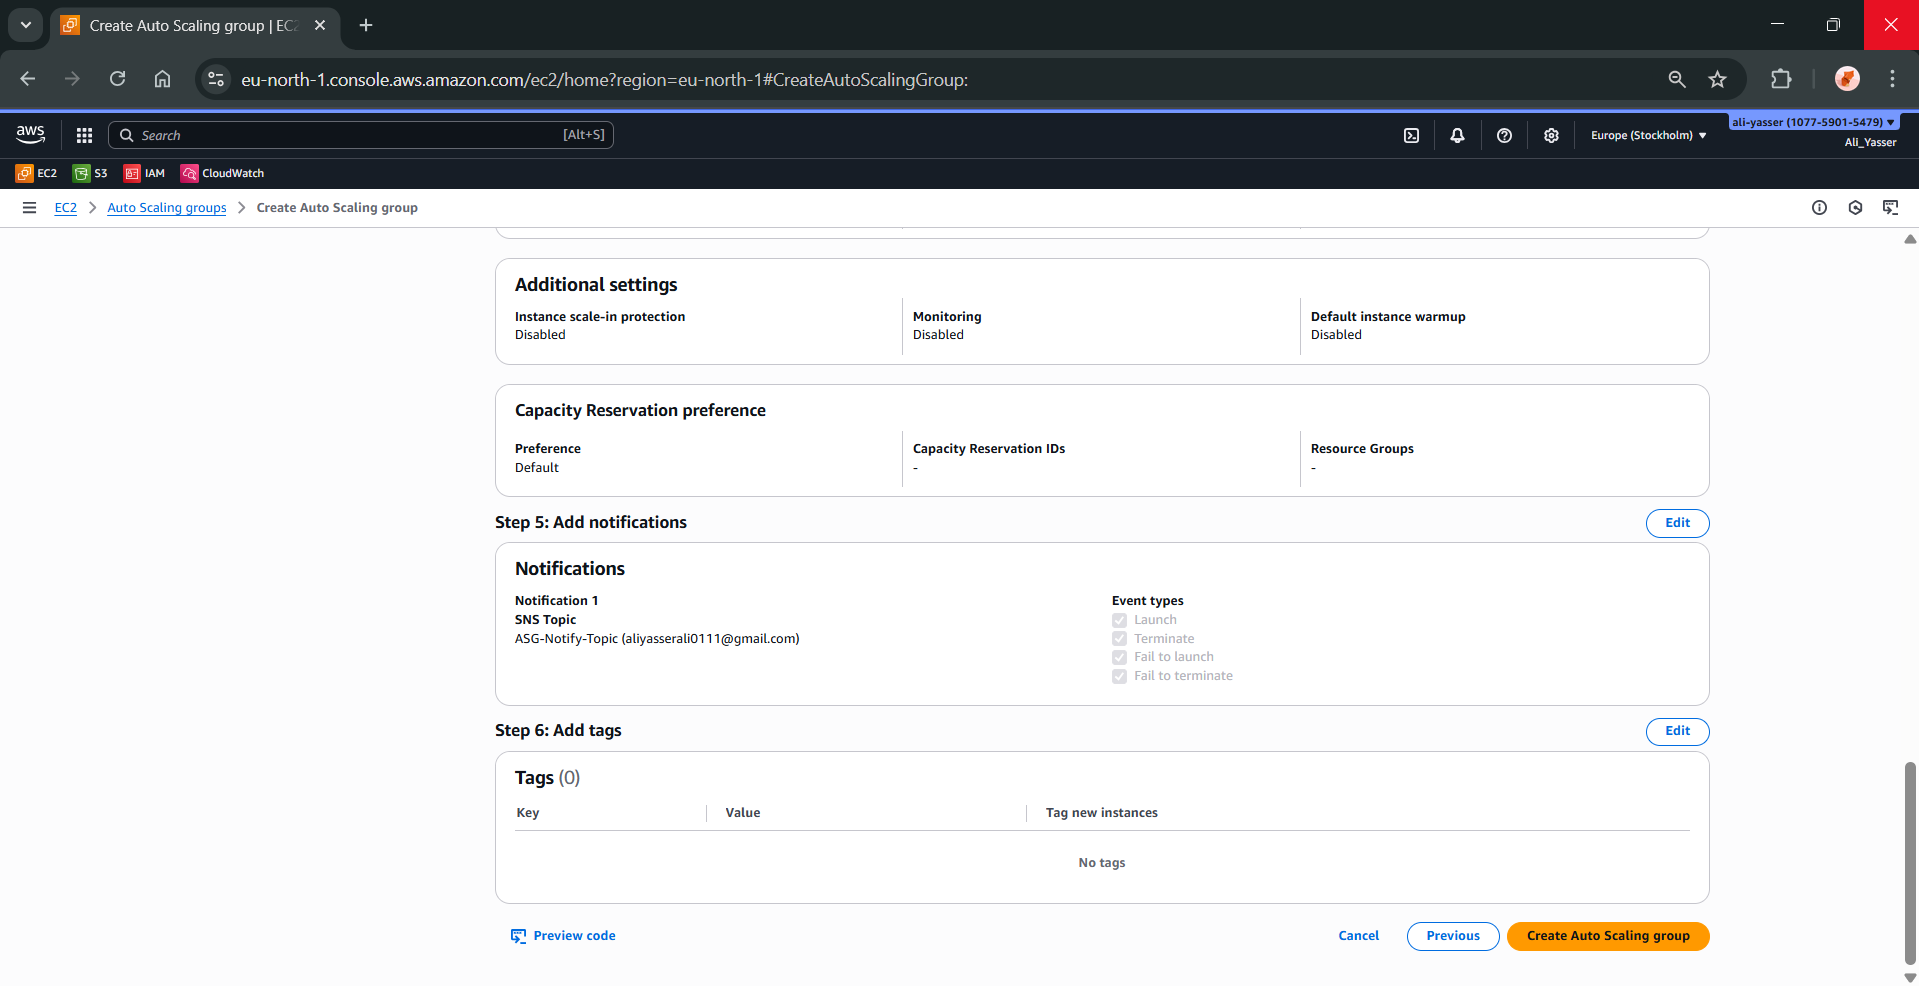 Create Auto Scaling group | EC2
eu-north-1.console.aws.amazon.com/ec2/home?region=eu-north-1#CreateAutoScalingGroup:
aws
Search
[Alt+S]
Europe (Stockholm)
ali-yasser (1077-5901-5479)
Ali_Yasser
EC2
S3
IAM
CloudWatch
EC2
Auto Scaling groups
Create Auto Scaling group
Additional settings
Instance scale-in protection
Disabled
Monitoring
Disabled
Default instance warmup
Disabled
Capacity Reservation preference
Preference
Default
Capacity Reservation IDs
-
Resource Groups
-
Step 5: Add notifications
Edit
Notifications
Notification 1
SNS Topic
ASG-Notify-Topic (aliyasserali0111@gmail.com)
Event types
Launch
Terminate
Fail to launch
Fail to terminate
Step 6: Add tags
Edit
Tags (0)
Key
Value
Tag new instances
No tags
Preview code
Cancel
Previous
Create Auto Scaling group